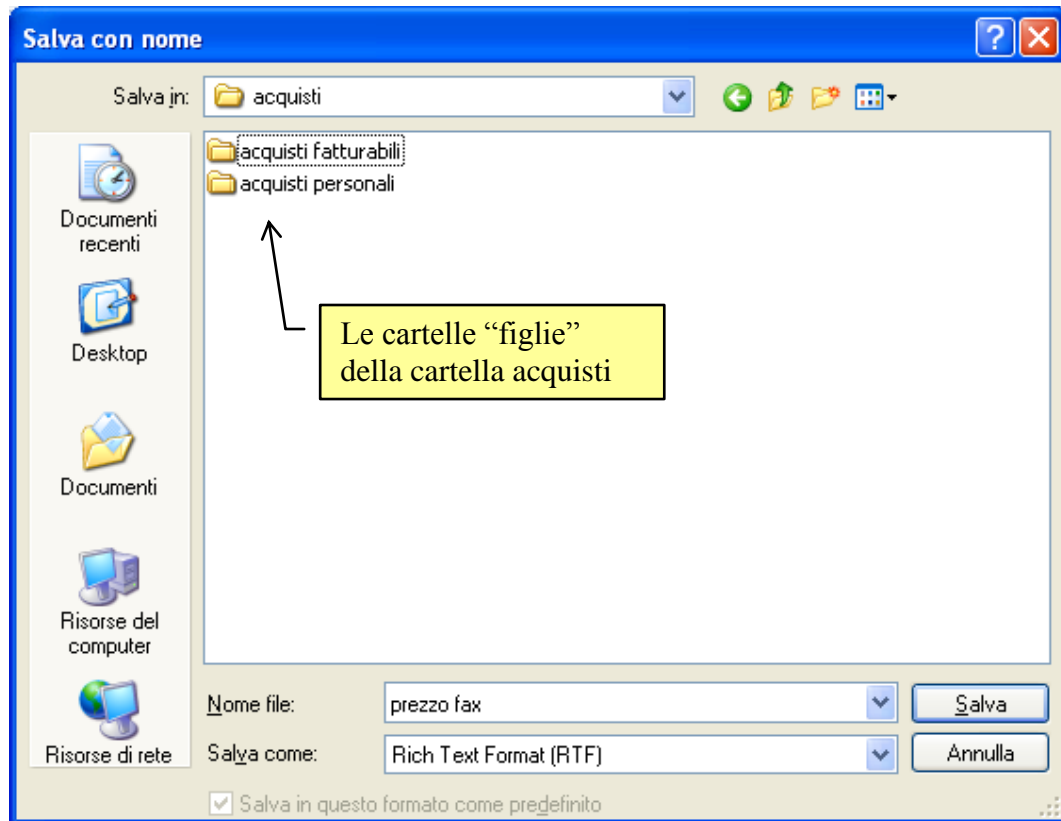 Salva con nome
Salva in:
acquisti
acquisti fatturabili
acquisti personali
Documenti
recenti
Le cartelle “figlie”
della cartella acquisti
Desktop
Documenti
Risorse del
computer
Risorse di rete
Nome file:
prezzo fax
Salva
Salva come:
Rich Text Format (RTF)
Annulla
Salva in questo formato come predefinito